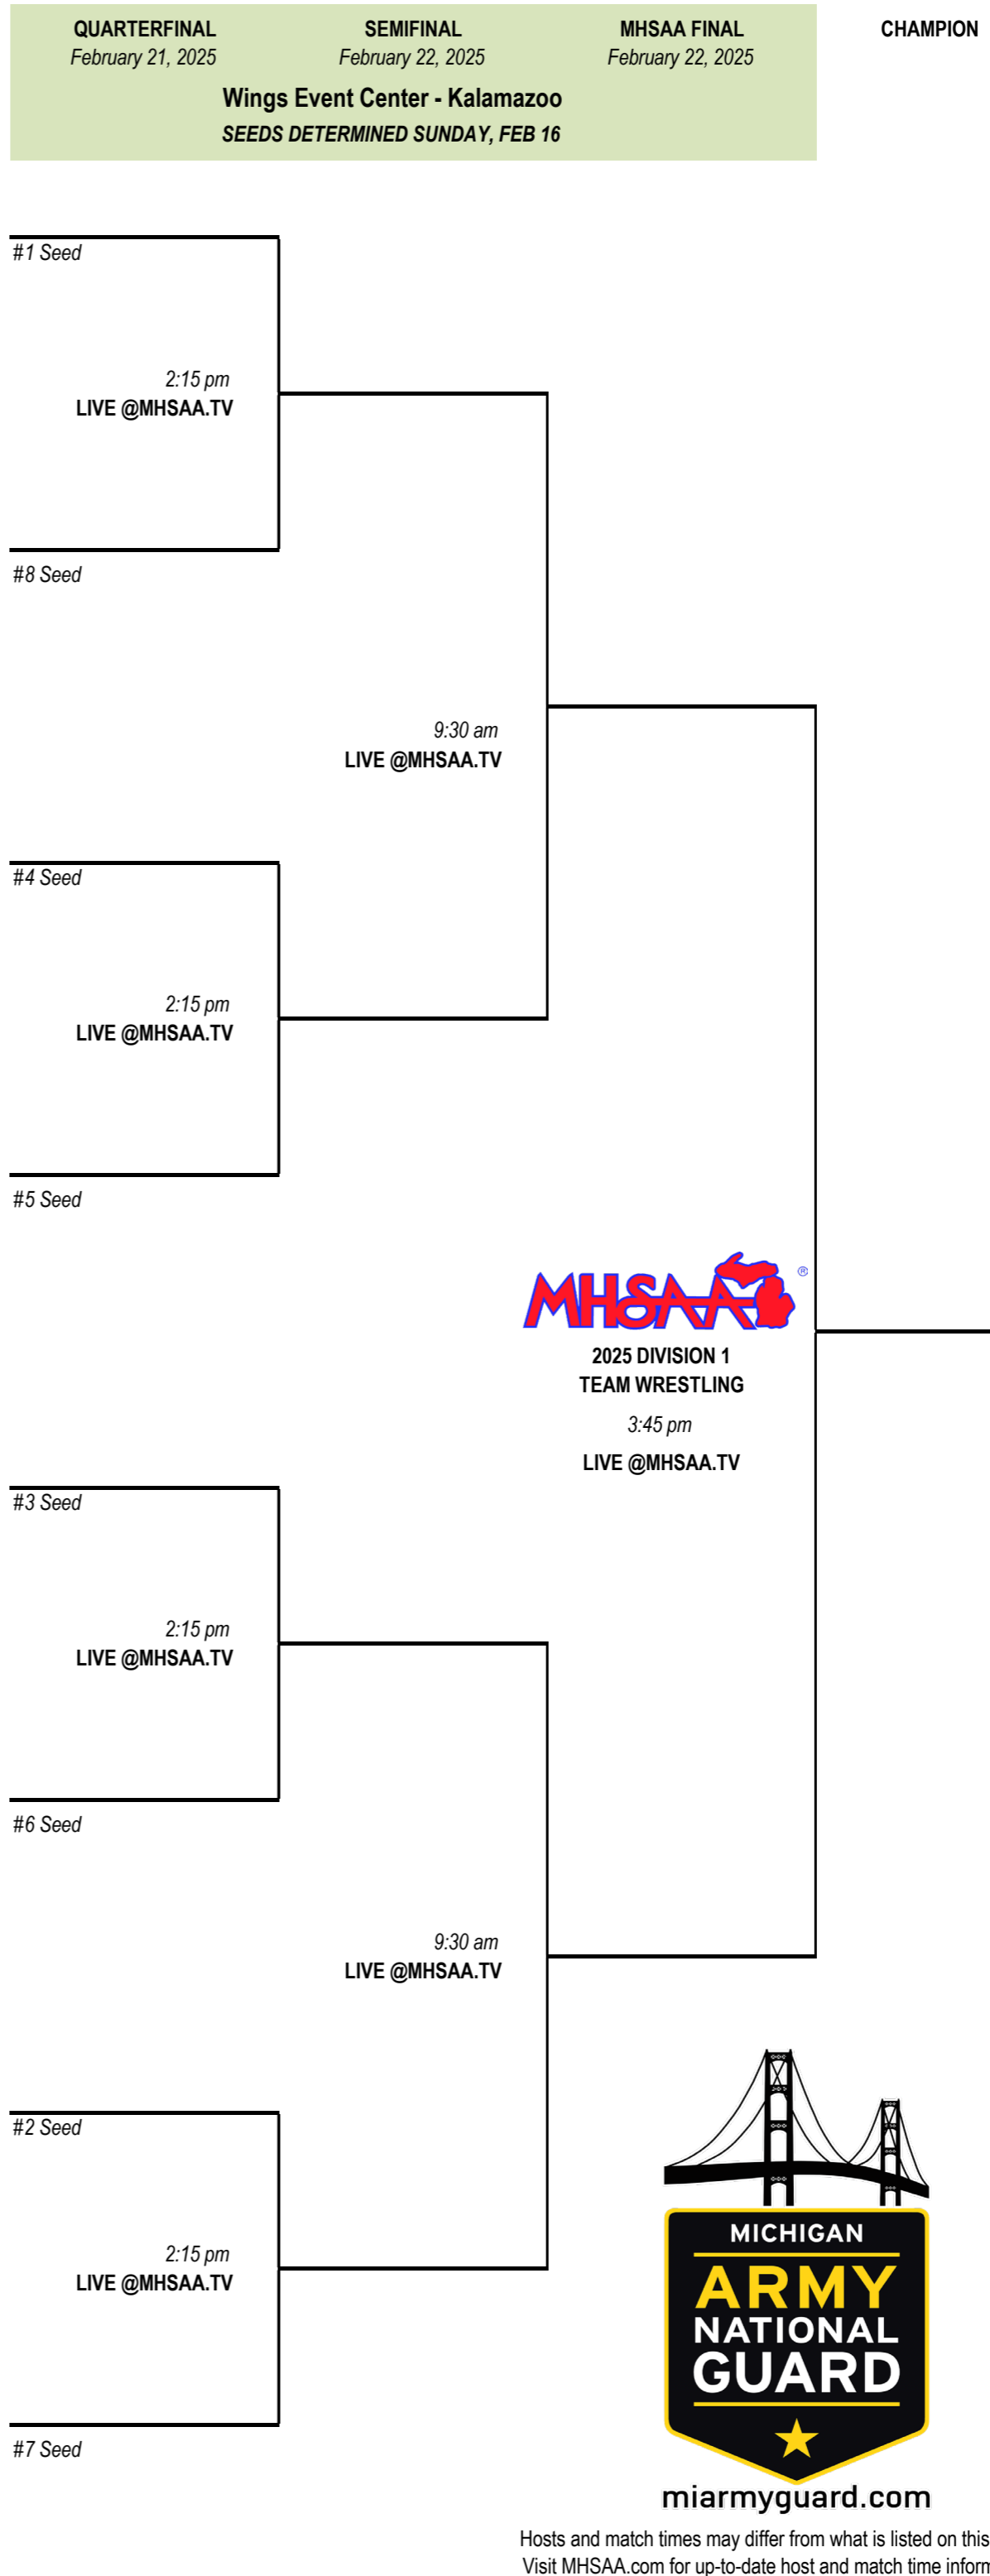 QUARTERFINAL SEMIFINAL MHSAA FINAL CHAMPION
February 21, 2025 February 22, 2025 February 22, 2025
Wings Event Center - Kalamazoo
SEEDS DETERMINED SUNDAY, FEB 16
#1 Seed
2:15 pm
LIVE @MHSAA.TV
#8 Seed
9:30 am
LIVE @MHSAA.TV
#4 Seed
2:15 pm
LIVE @MHSAA.TV
#5 Seed
MHSAA ®
2025 DIVISION 1
TEAM WRESTLING
3:45 pm
LIVE @MHSAA.TV
#3 Seed
2:15 pm
LIVE @MHSAA.TV
#6 Seed
9:30 am
LIVE @MHSAA.TV
#2 Seed
2:15 pm
LIVE @MHSAA.TV
#7 Seed
MICHIGAN
ARMY
NATIONAL
GUARD
miarmyguard.com
Hosts and match times may differ from what is listed on this
Visit MHSAA.com for up-to-date host and match time